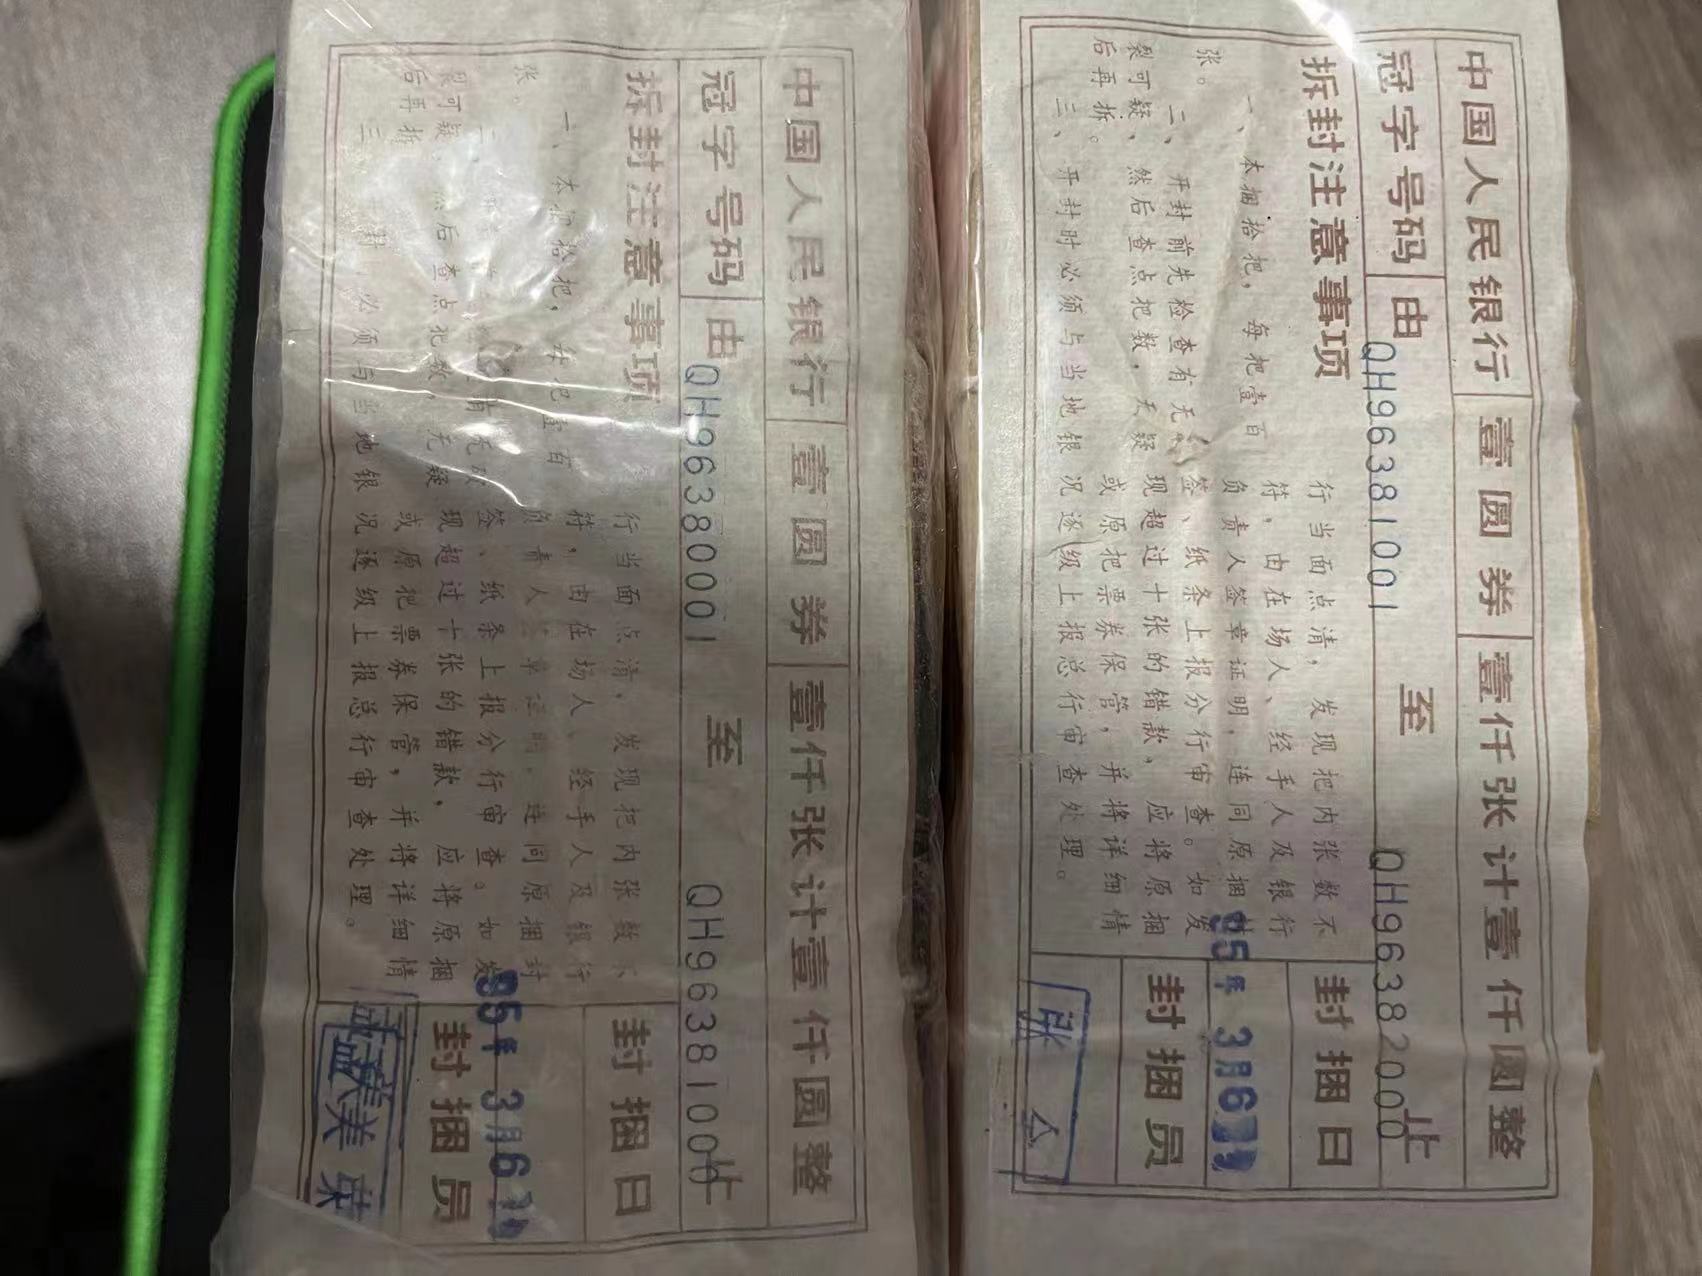 中国人民银行 壹圆券 壹仟张计壹仟圆整
冠字号码 由 QH96381001 至 QH96382000 止
拆封注意事项
一、本捆拾把，每把壹百
张。
二、开封前先检查有无
裂可疑，然后查点把数，无疑
后再拆。
三、开封时必须与当地银
行当面点清，发现把内张数不
符，由在场人、经手人及银行
负责人签章证明，连同原捆封
签、纸条上报分行审查。如发
现超过十张的错款，应将原捆
或原把票券保管，并将详细情
况逐级上报总行审查处理。
封捆日
95年3月6日
封捆员
张
中国人民银行 壹圆券 壹仟张计壹仟圆整
冠字号码 由 QH96380001 至 QH96381000 止
拆封注意事项
一、本捆拾把，每把壹百
张。
二、
裂可疑，然后查点把数，无疑
后再拆
三、 封 必须与当地银
行当面点清，发现把内张数不
符，由在场人、经手人及银行
负责人签章证明，连同原捆封
签、纸条上报分行审查。如发
现超过十张的错款，应将原捆
或原把票券保管，并将详细情
况逐级上报总行审查处理。
封捆日
95年3月6日
封捆员